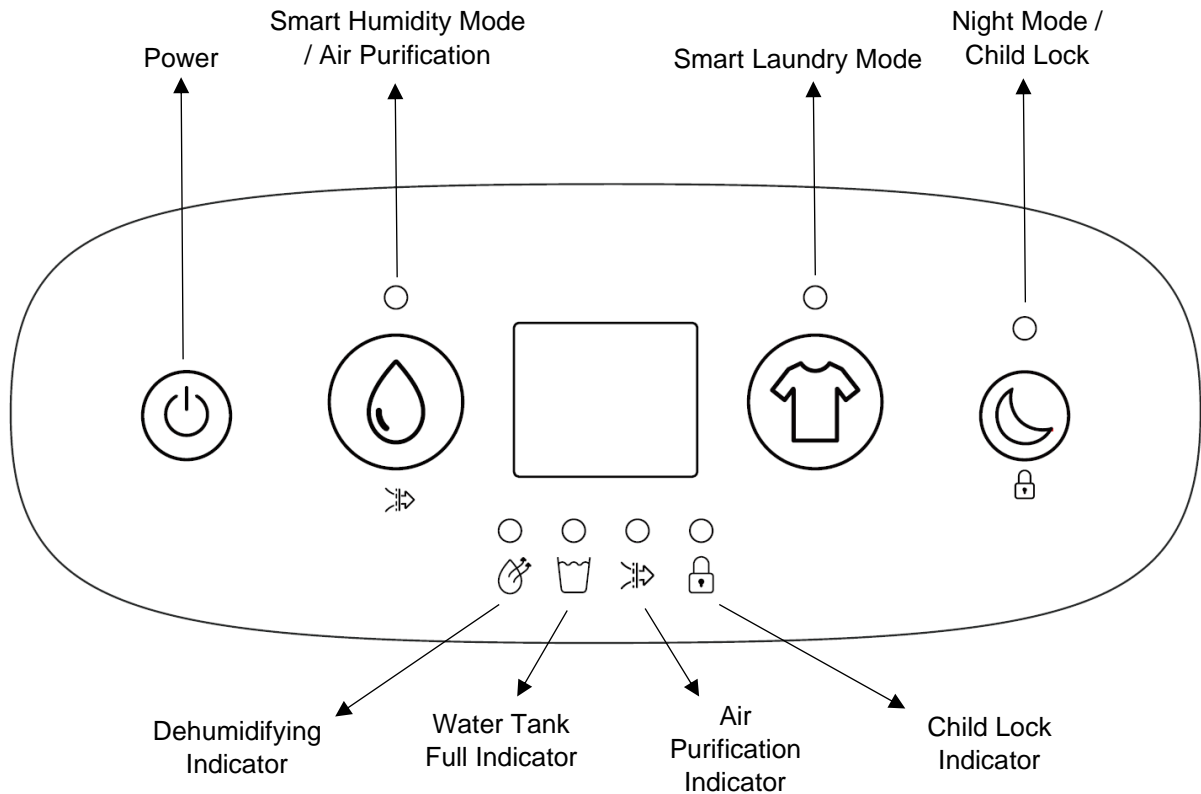 Power
Smart Humidity Mode
/ Air Purification
Smart Laundry Mode
Night Mode /
Child Lock
Dehumidifying
Indicator
Water Tank
Full Indicator
Air
Purification
Indicator
Child Lock
Indicator